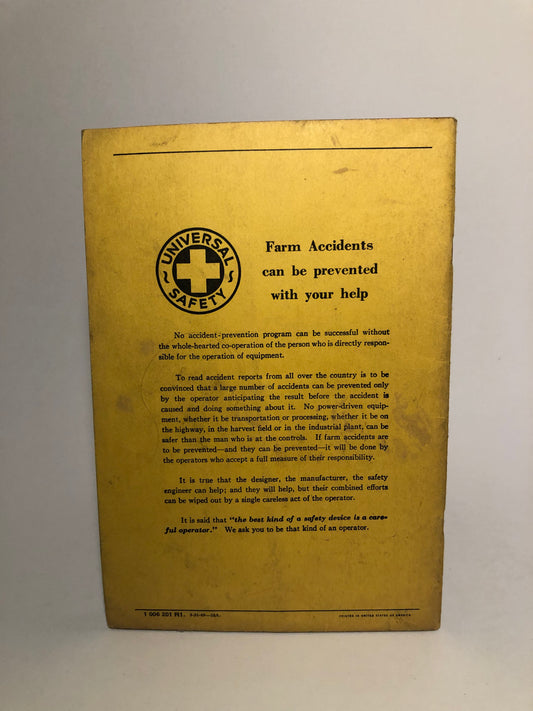 UNIVERSAL
SAFETY
Farm Accidents
can be prevented
with your help
No accident-prevention program can be successful without
the whole-hearted co-operation of the person who is directly respon-
sible for the operation of equipment.
To read accident reports from all over the country is to be
convinced that a large number of accidents can be prevented only
by the operator anticipating the result before the accident is
caused and doing something about it. No power-driven equip-
ment, whether it be transportation or processing, whether it be on
the highway, in the harvest field or in the industrial plant, can be
safer than the man who is at the controls. If farm accidents are
to be prevented—and they can be prevented—it will be done by
the operators who accept a full measure of their responsibility.
It is true that the designer, the manufacturer, the safety
engineer can help; and they will help, but their combined efforts
can be wiped out by a single careless act of the operator.
It is said that "the best kind of a safety device is a care-
ful operator." We ask you to be that kind of an operator.
1 006 201 R1.
PRINTED IN UNITED STATES OF AMERICA